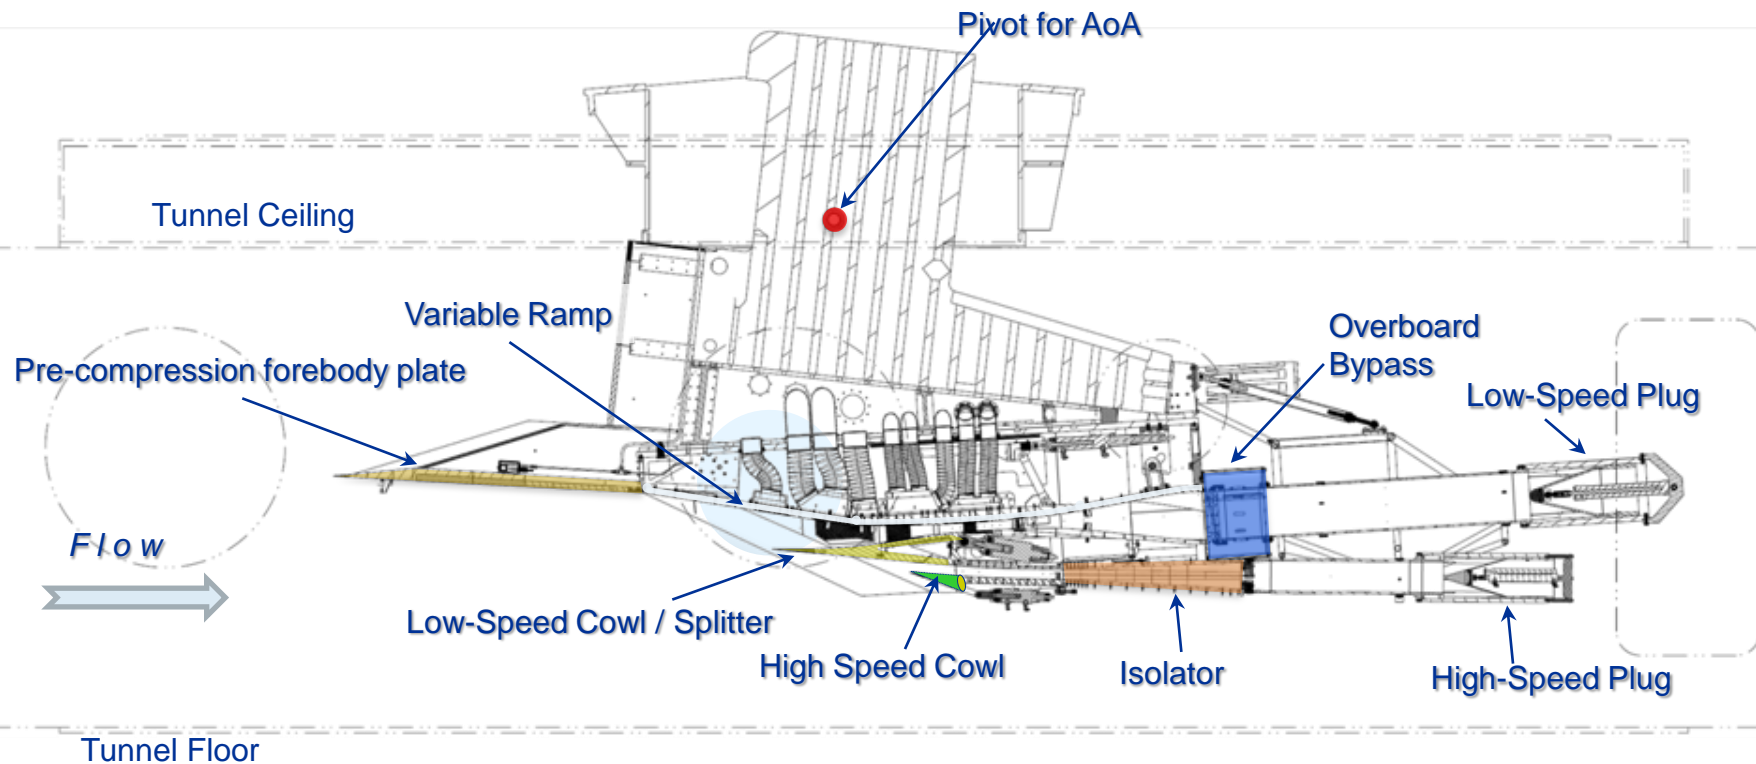 Pivot for AoA
Tunnel Ceiling
Variable Ramp
Overboard
Bypass
Pre-compression forebody plate
Low-Speed Plug
Flow
Low-Speed Cowl / Splitter
High Speed Cowl
Isolator
High-Speed Plug
Tunnel Floor